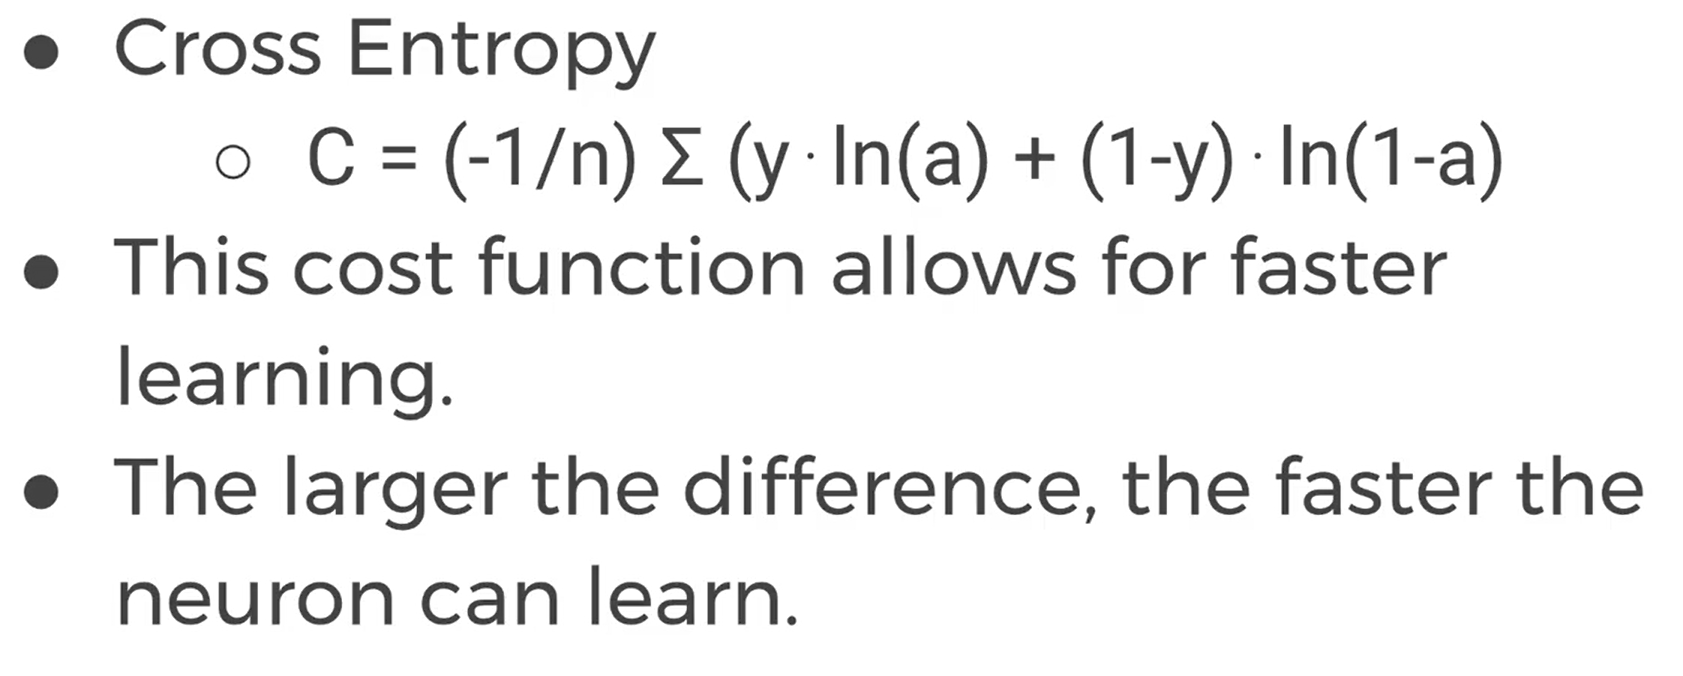 ● Cross Entropy
○ C = (-1/n) Σ (y · ln(a) + (1-y) · ln(1-a)
● This cost function allows for faster
learning.
● The larger the difference, the faster the
neuron can learn.